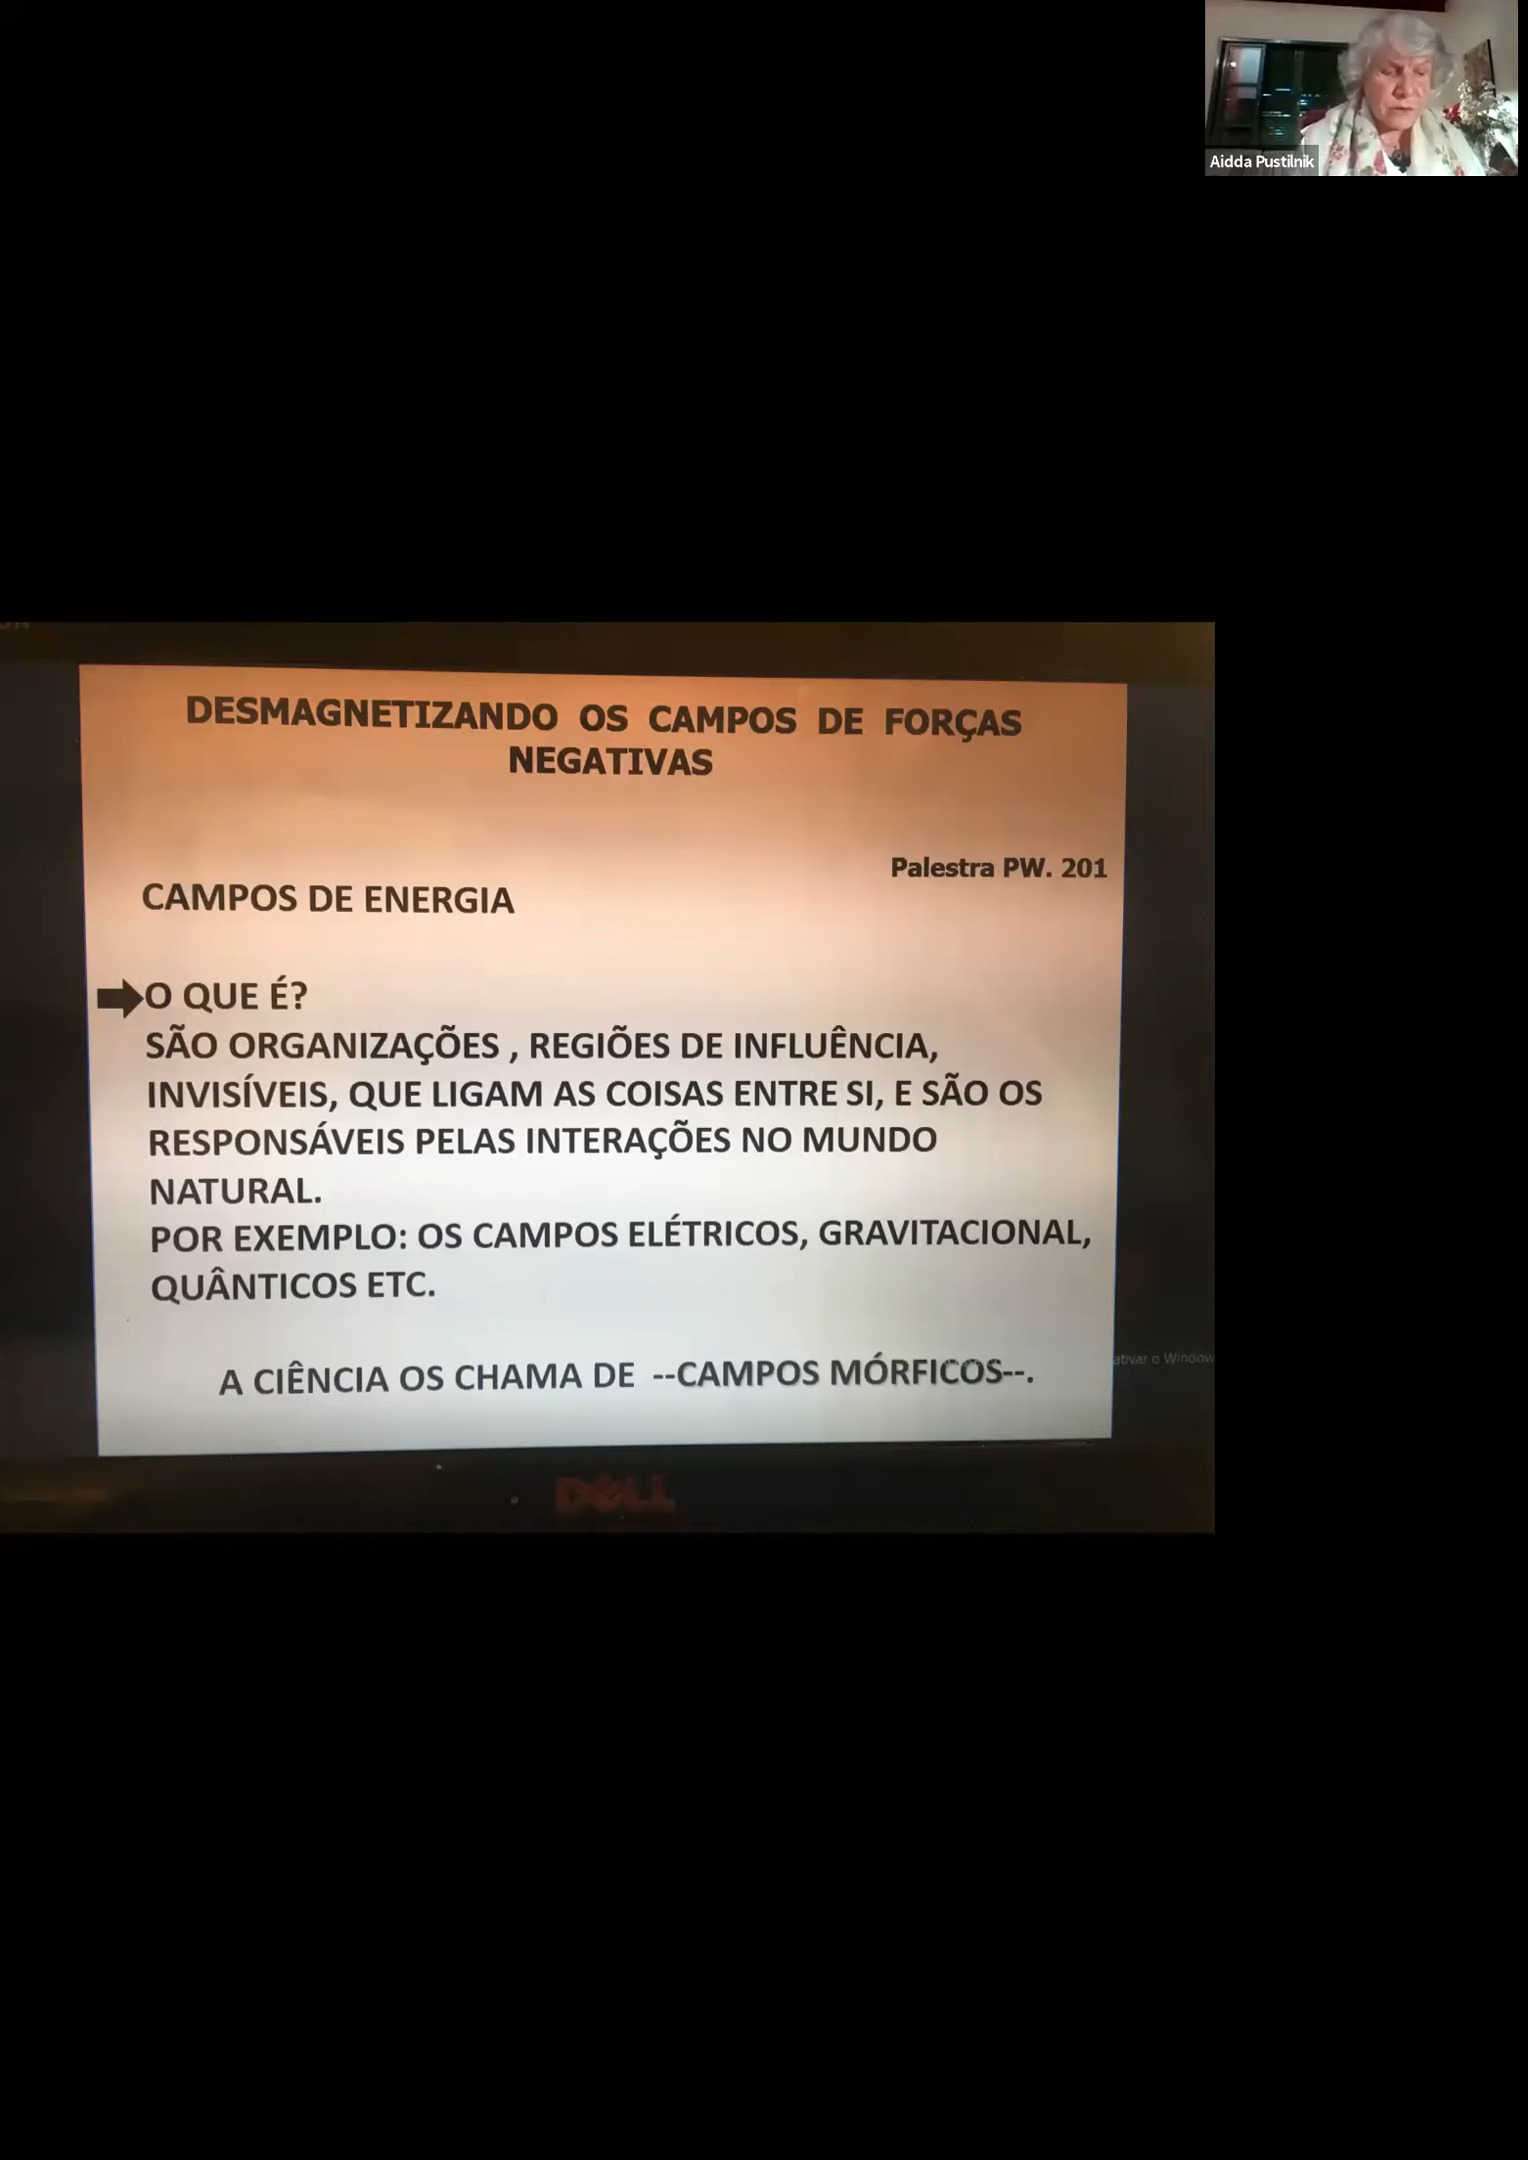 Aidda Pustilnik
DESMAGNETIZANDO OS CAMPOS DE FORÇAS
NEGATIVAS
Palestra PW. 201
CAMPOS DE ENERGIA
O QUE É?
SÃO ORGANIZAÇÕES , REGIÕES DE INFLUÊNCIA,
INVISÍVEIS, QUE LIGAM AS COISAS ENTRE SI, E SÃO OS
RESPONSÁVEIS PELAS INTERAÇÕES NO MUNDO
NATURAL.
POR EXEMPLO: OS CAMPOS ELÉTRICOS, GRAVITACIONAL,
QUÂNTICOS ETC.
A CIÊNCIA OS CHAMA DE --CAMPOS MÓRFICOS--.
ativar o Window
DELL